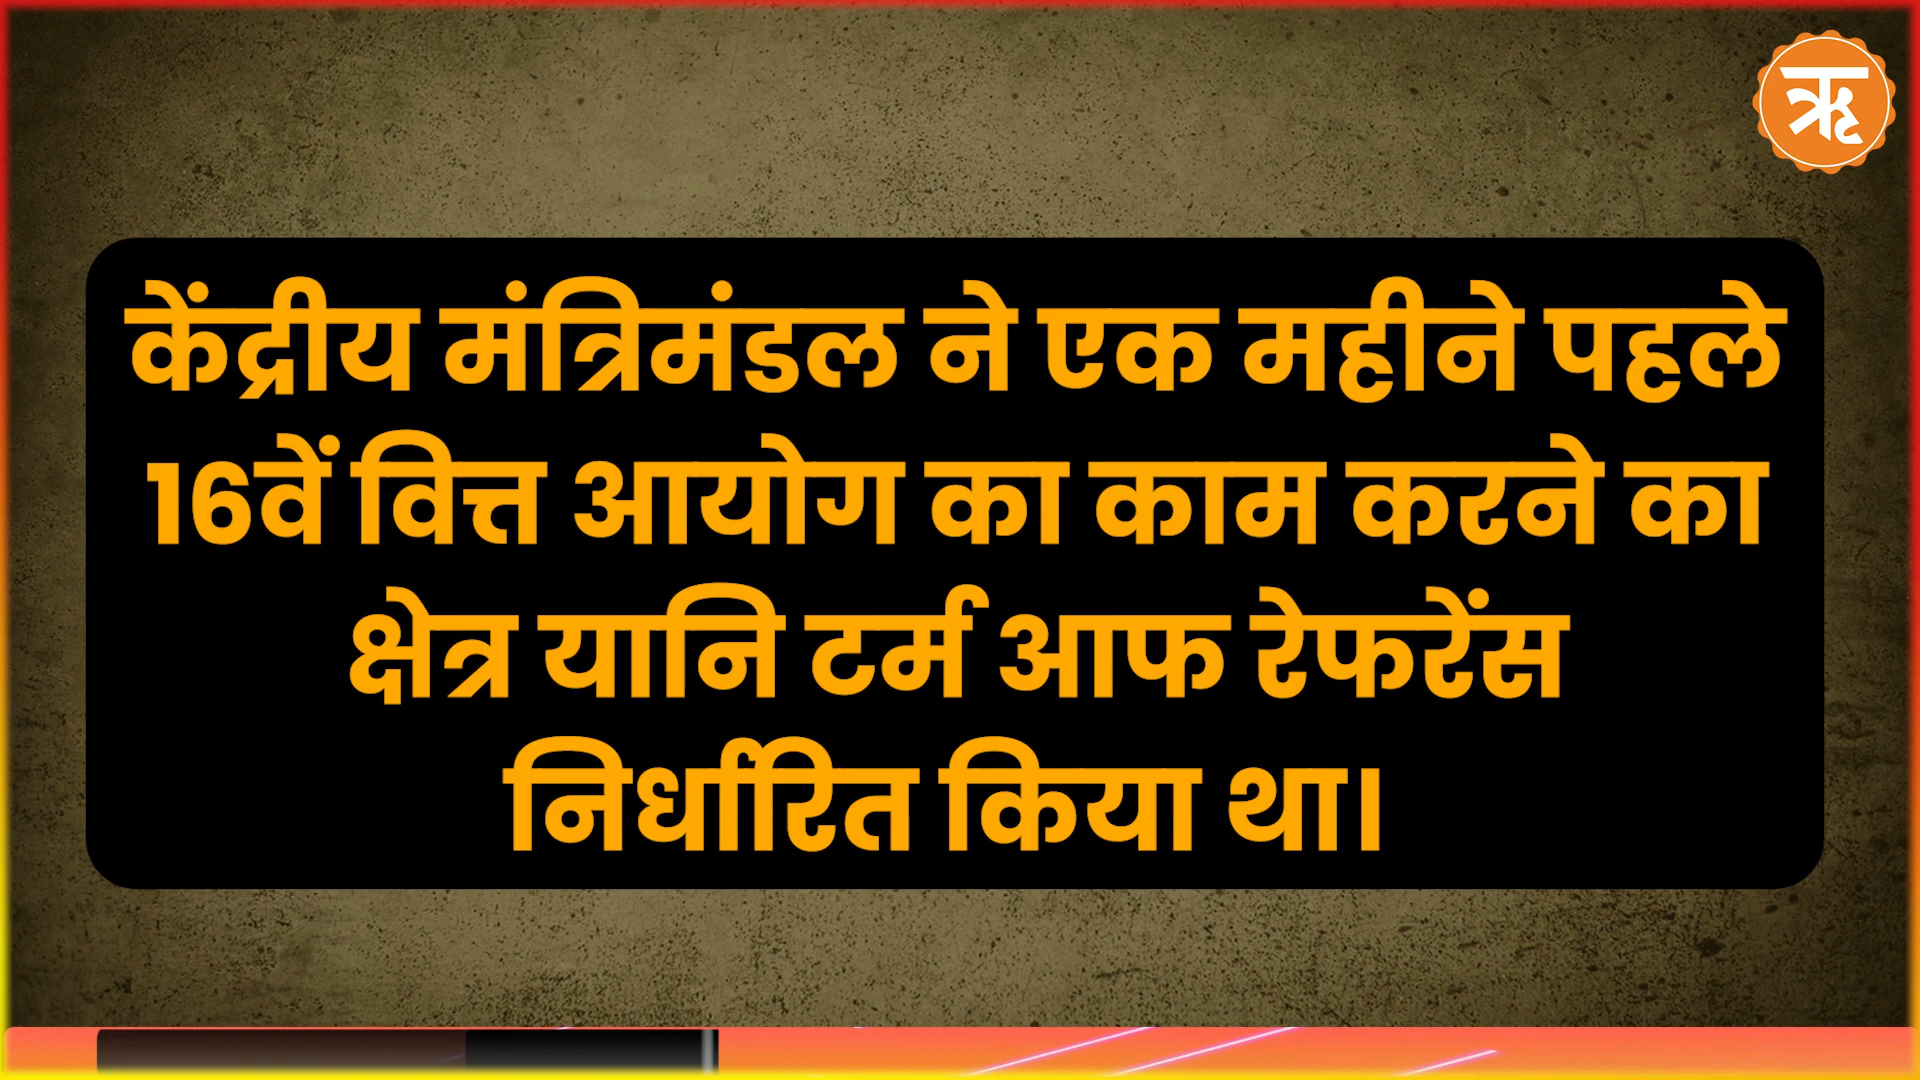 ऋ
केंद्रीय मंत्रिमंडल ने एक महीने पहले
16वें वित्त आयोग का काम करने का
क्षेत्र यानि टर्म आफ रेफरेंस
निर्धारित किया था।